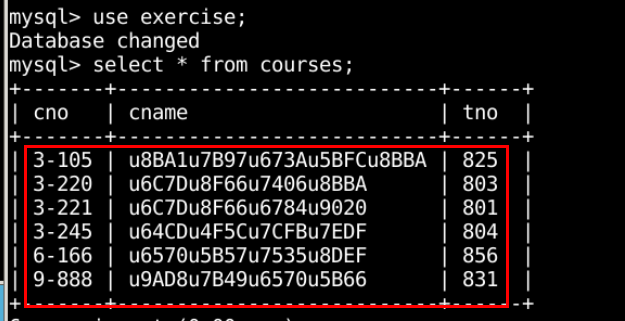 mysql> use exercise;
Database changed
mysql> select * from courses;
+-------+----------------------------+------+
| cno   | cname                      | tno  |
+-------+----------------------------+------+
| 3-105 | u8BA1u7B97u673Au5BFCu8BBA | 825 |
| 3-220 | u6C7Du8F66u7406u8BBA | 803 |
| 3-221 | u6C7Du8F66u6784u9020 | 801 |
| 3-245 | u64CDu4F5Cu7CFBu7EDF | 804 |
| 6-166 | u6570u5B57u7535u8DEF | 856 |
| 9-888 | u9AD8u7B49u6570u5B66 | 831 |
+-------+----------------------------+------+